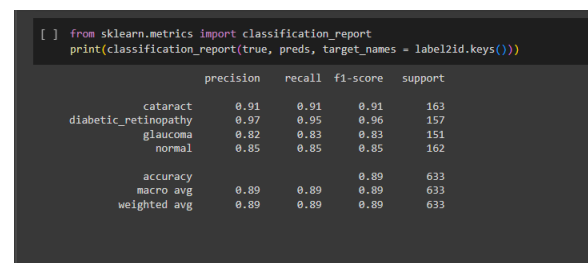 [ ] from sklearn.metrics import classification_report
print(classification_report(true, preds, target_names = label2id.keys()))
precision recall f1-score support
cataract 0.91 0.91 0.91 163
diabetic_retinopathy 0.97 0.95 0.96 157
glaucoma 0.82 0.83 0.83 151
normal 0.85 0.85 0.85 162
accuracy 0.89 633
macro avg 0.89 0.89 0.89 633
weighted avg 0.89 0.89 0.89 633